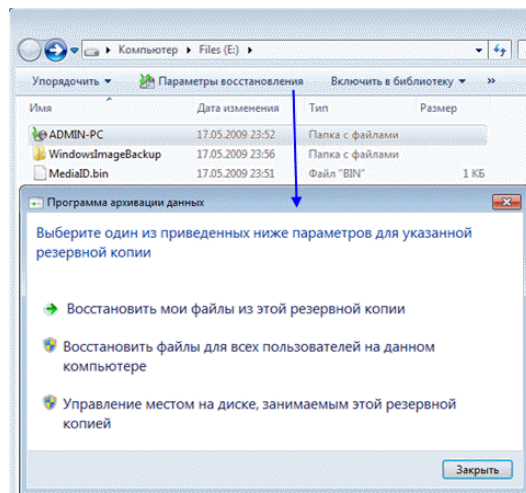 Компьютер Files (E:)
Упорядочить Параметры восстановления Включить в библиотеку »
Имя Дата изменения Тип Размер
ADMIN-PC 17.05.2009 23:52 Папка с файлами
WindowsImageBackup 17.05.2009 23:56 Папка с файлами
MediaID.bin 17.05.2009 23:51 Файл "BIN" 1 КБ
Программа архивации данных
Выберите один из приведенных ниже параметров для указанной
резервной копии
Восстановить мои файлы из этой резервной копии
Восстановить файлы для всех пользователей на данном
компьютере
Управление местом на диске, занимаемым этой резервной
копией
Закрыть